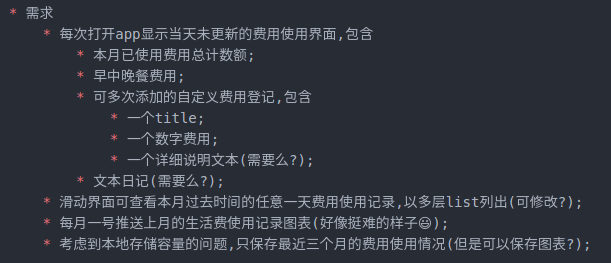 * 需求
* 每次打开app显示当天未更新的费用使用界面,包含
* 本月已使用费用总计数额;
* 早中晚餐费用;
* 可多次添加的自定义费用登记,包含
* 一个title;
* 一个数字费用;
* 一个详细说明文本(需要么?);
* 文本日记(需要么?);
* 滑动界面可查看本月过去时间的任意一天费用使用记录,以多层list列出(可修改?);
* 每月一号推送上月的生活费使用记录图表(好像挺难的样子😃);
* 考虑到本地存储容量的问题,只保存最近三个月的费用使用情况(但是可以保存图表?);